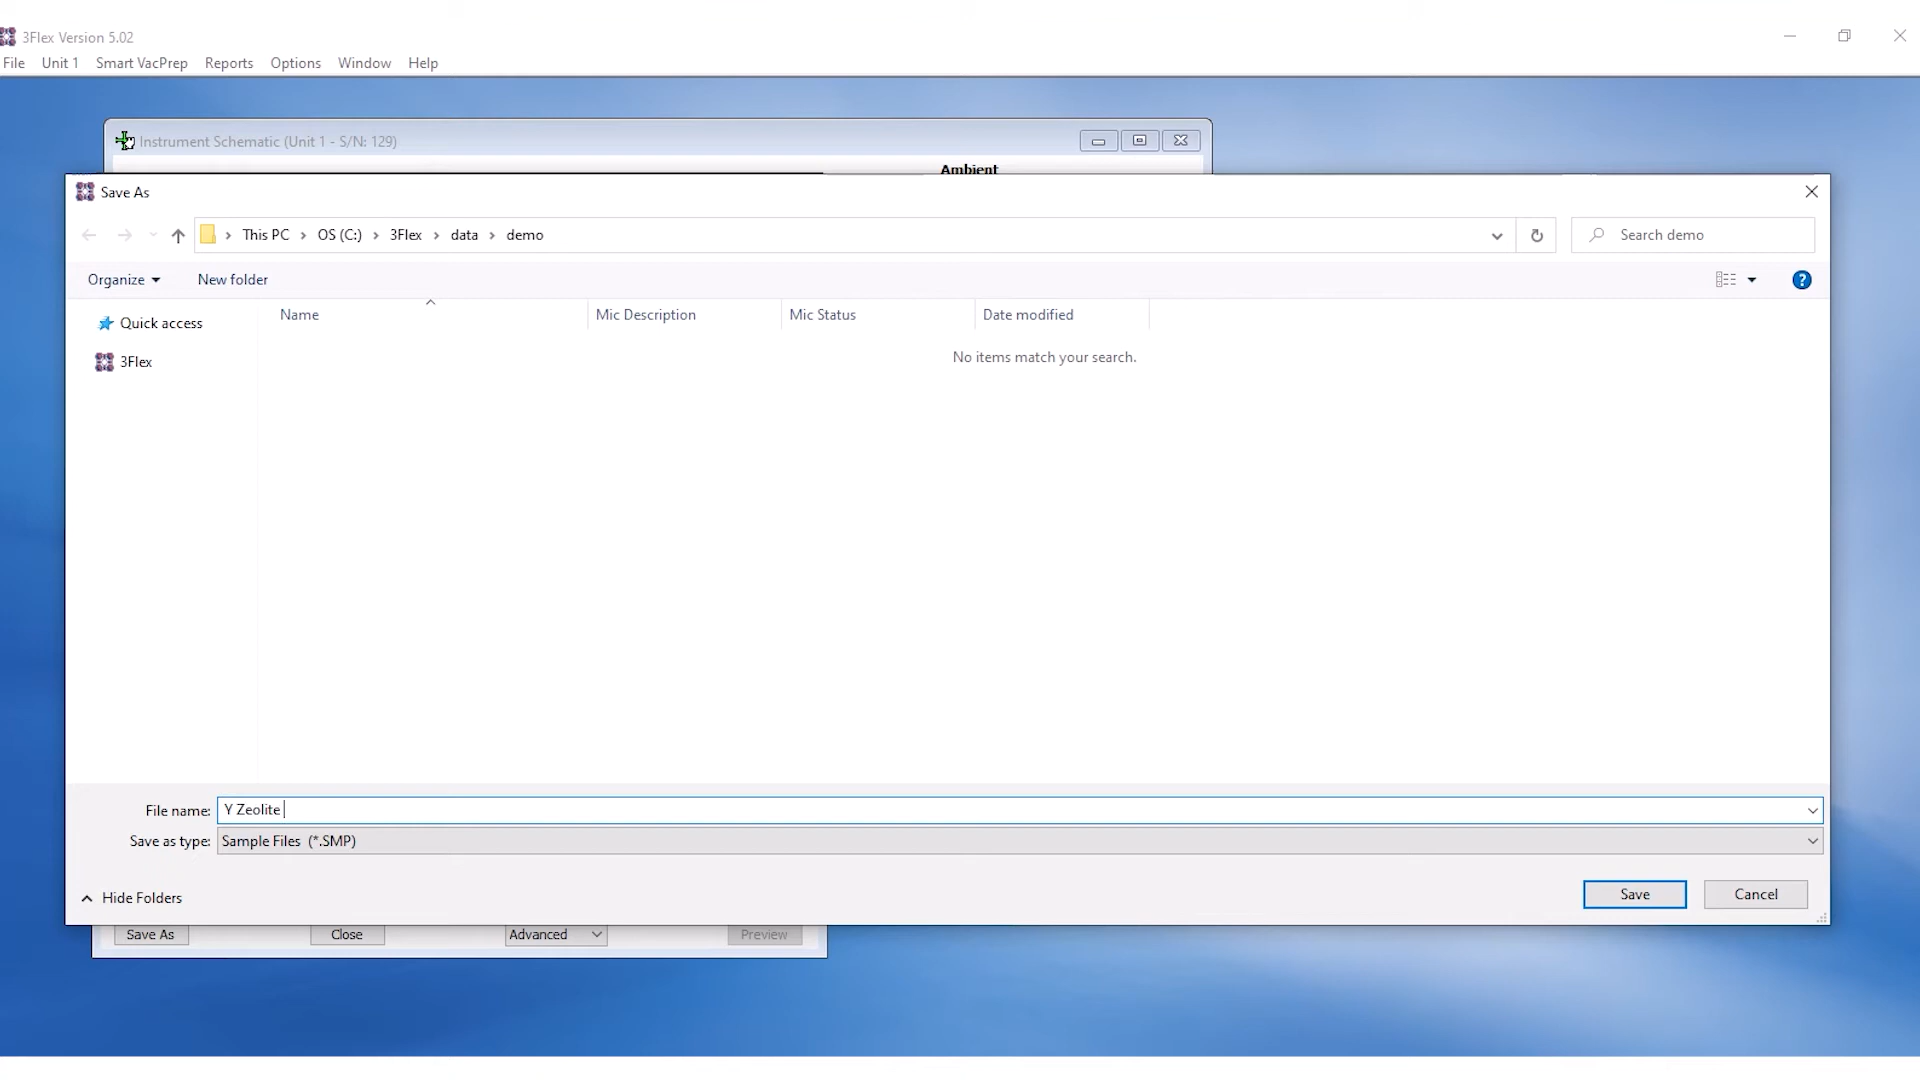 3Flex Version 5.02
File Unit 1 Smart VacPrep Reports Options Window Help
Instrument Schematic (Unit 1 - S/N: 129)
Ambient
Save As
This PC › OS (C:) › 3Flex › data › demo
Search demo
Organize New folder
?
Name Mic Description Mic Status Date modified
Quick access
3Flex
No items match your search.
File name: Y Zeolite
Save as type: Sample Files (*.SMP)
Hide Folders
Save Cancel
Save As Close Advanced Preview